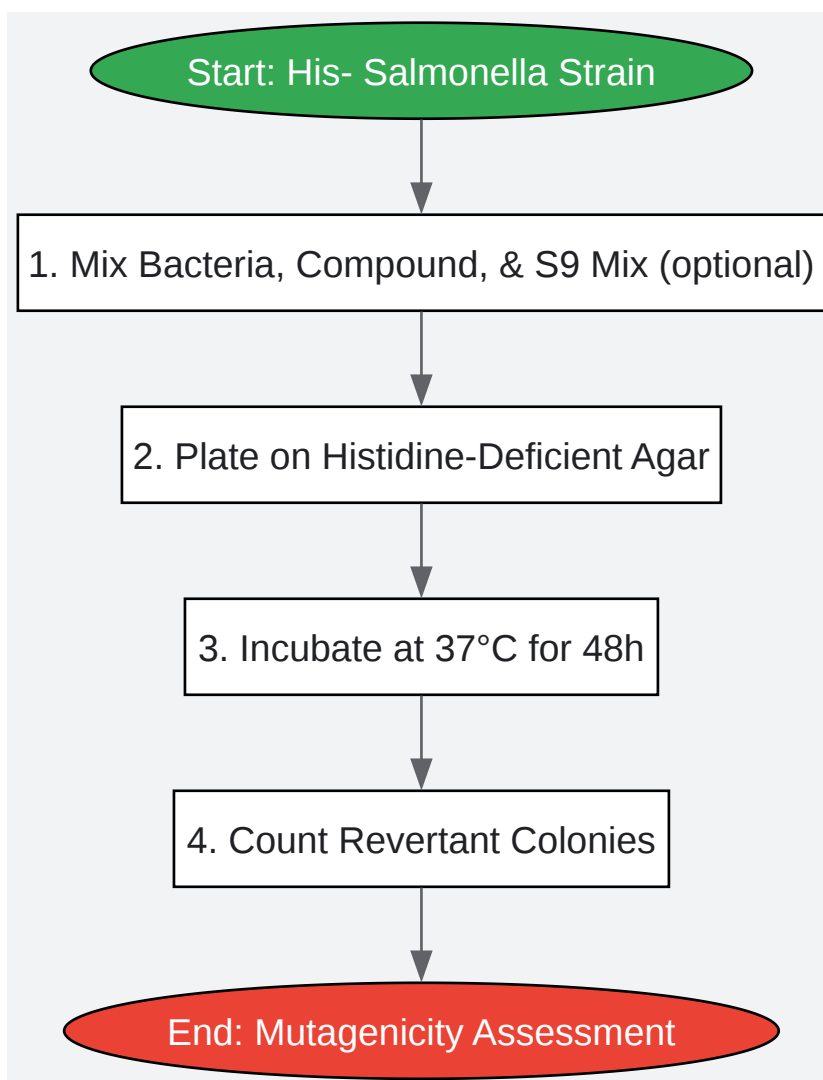 Start: His- Salmonella Strain
1. Mix Bacteria, Compound, & S9 Mix (optional)
2. Plate on Histidine-Deficient Agar
3. Incubate at 37°C for 48h
4. Count Revertant Colonies
End: Mutagenicity Assessment